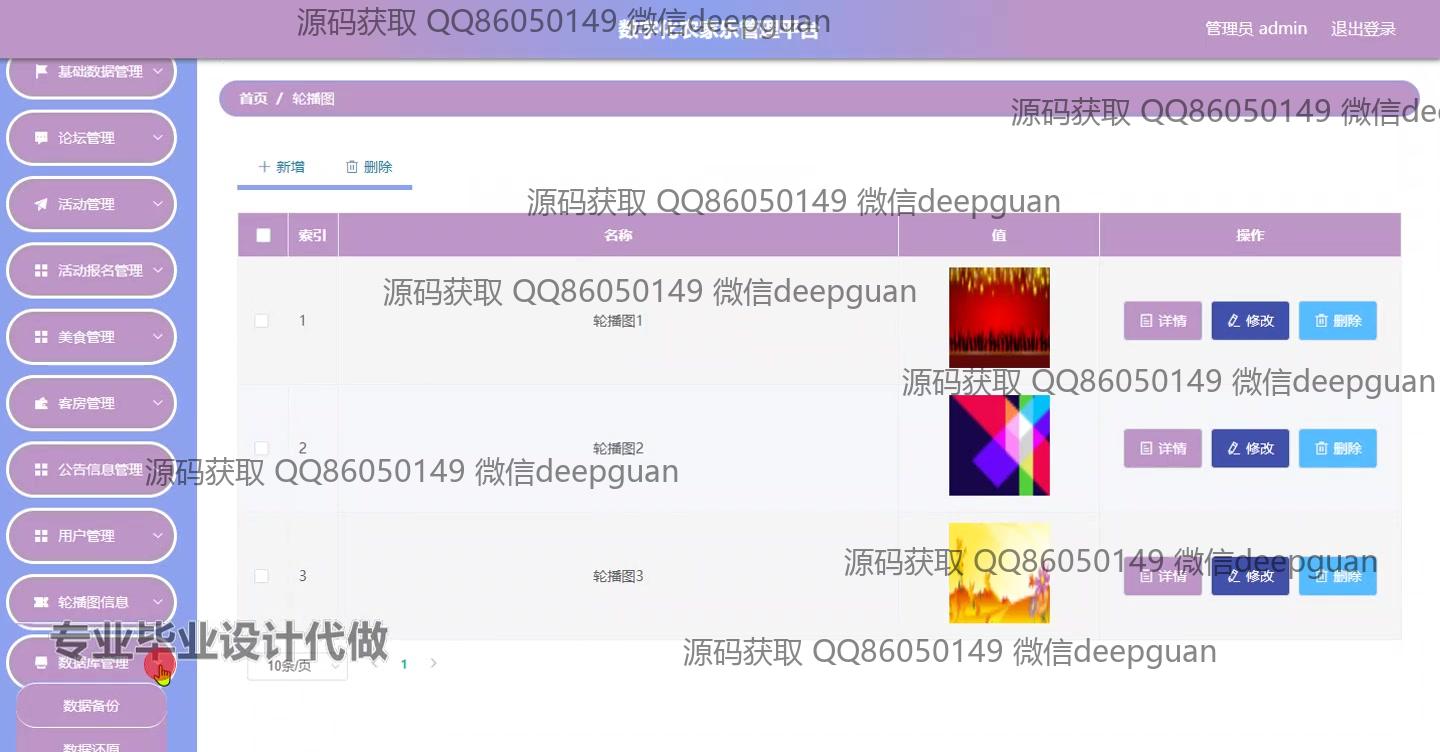 源码获取 QQ86050149 微信deepguan
数字化农家乐管理平台
管理员 admin
退出登录
基础数据管理
论坛管理
活动管理
活动报名管理
美食管理
客房管理
公告信息管理
用户管理
轮播图信息
数据库管理
数据备份
数据还原
首页 / 轮播图
源码获取 QQ86050149 微信dee
新增
删除
源码获取 QQ86050149 微信deepguan
索引 名称 值 操作
源码获取 QQ86050149 微信deepguan
1 轮播图1 详情 修改 删除
源码获取 QQ86050149 微信deepguan
2 轮播图2 详情 修改 删除
源码获取 QQ86050149 微信deepguan
源码获取 QQ86050149 微信deepguan
3 轮播图3 详情 修改 删除
专业毕业设计代做
源码获取 QQ86050149 微信deepguan
10条/页 1